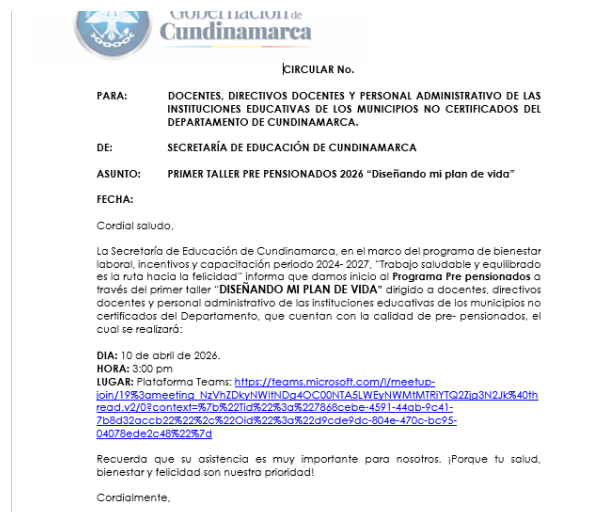 Gobernación de
Cundinamarca
CIRCULAR No.
PARA: DOCENTES, DIRECTIVOS DOCENTES Y PERSONAL ADMINISTRATIVO DE LAS
INSTITUCIONES EDUCATIVAS DE LOS MUNICIPIOS NO CERTIFICADOS DEL
DEPARTAMENTO DE CUNDINAMARCA.
DE: SECRETARÍA DE EDUCACIÓN DE CUNDINAMARCA
ASUNTO: PRIMER TALLER PRE PENSIONADOS 2026 “Diseñando mi plan de vida”
FECHA:
Cordial saludo,
La Secretaría de Educación de Cundinamarca, en el marco del programa de bienestar
laboral, incentivos y capacitación periodo 2024- 2027, “Trabajo saludable y equilibrado
es la ruta hacia la felicidad” informa que damos inicio al Programa Pre pensionados a
través del primer taller “DISEÑANDO MI PLAN DE VIDA” dirigido a docentes, directivos
docentes y personal administrativo de las instituciones educativas de los municipios no
certificados del Departamento, que cuentan con la calidad de pre- pensionados, el
cual se realizará:
DIA: 10 de abril de 2026.
HORA: 3:00 pm
LUGAR: Plataforma Teams: https://teams.microsoft.com/l/meetup-
join/19%3ameeting_NzVhZDkyNWItNDg4OC00NTA5LWEyNWMtMTRiYTQ2Zjg3N2Jk%40th
read.v2/0?context=%7b%22Tid%22%3a%227868cebe-4591-44ab-9c41-
7b8d32accb22%22%2c%22Oid%22%3a%22d9cde9dc-804e-470c-bc95-
04078ede2c48%22%7d
Recuerda que su asistencia es muy importante para nosotros. ¡Porque tu salud,
bienestar y felicidad son nuestra prioridad!
Cordialmente,